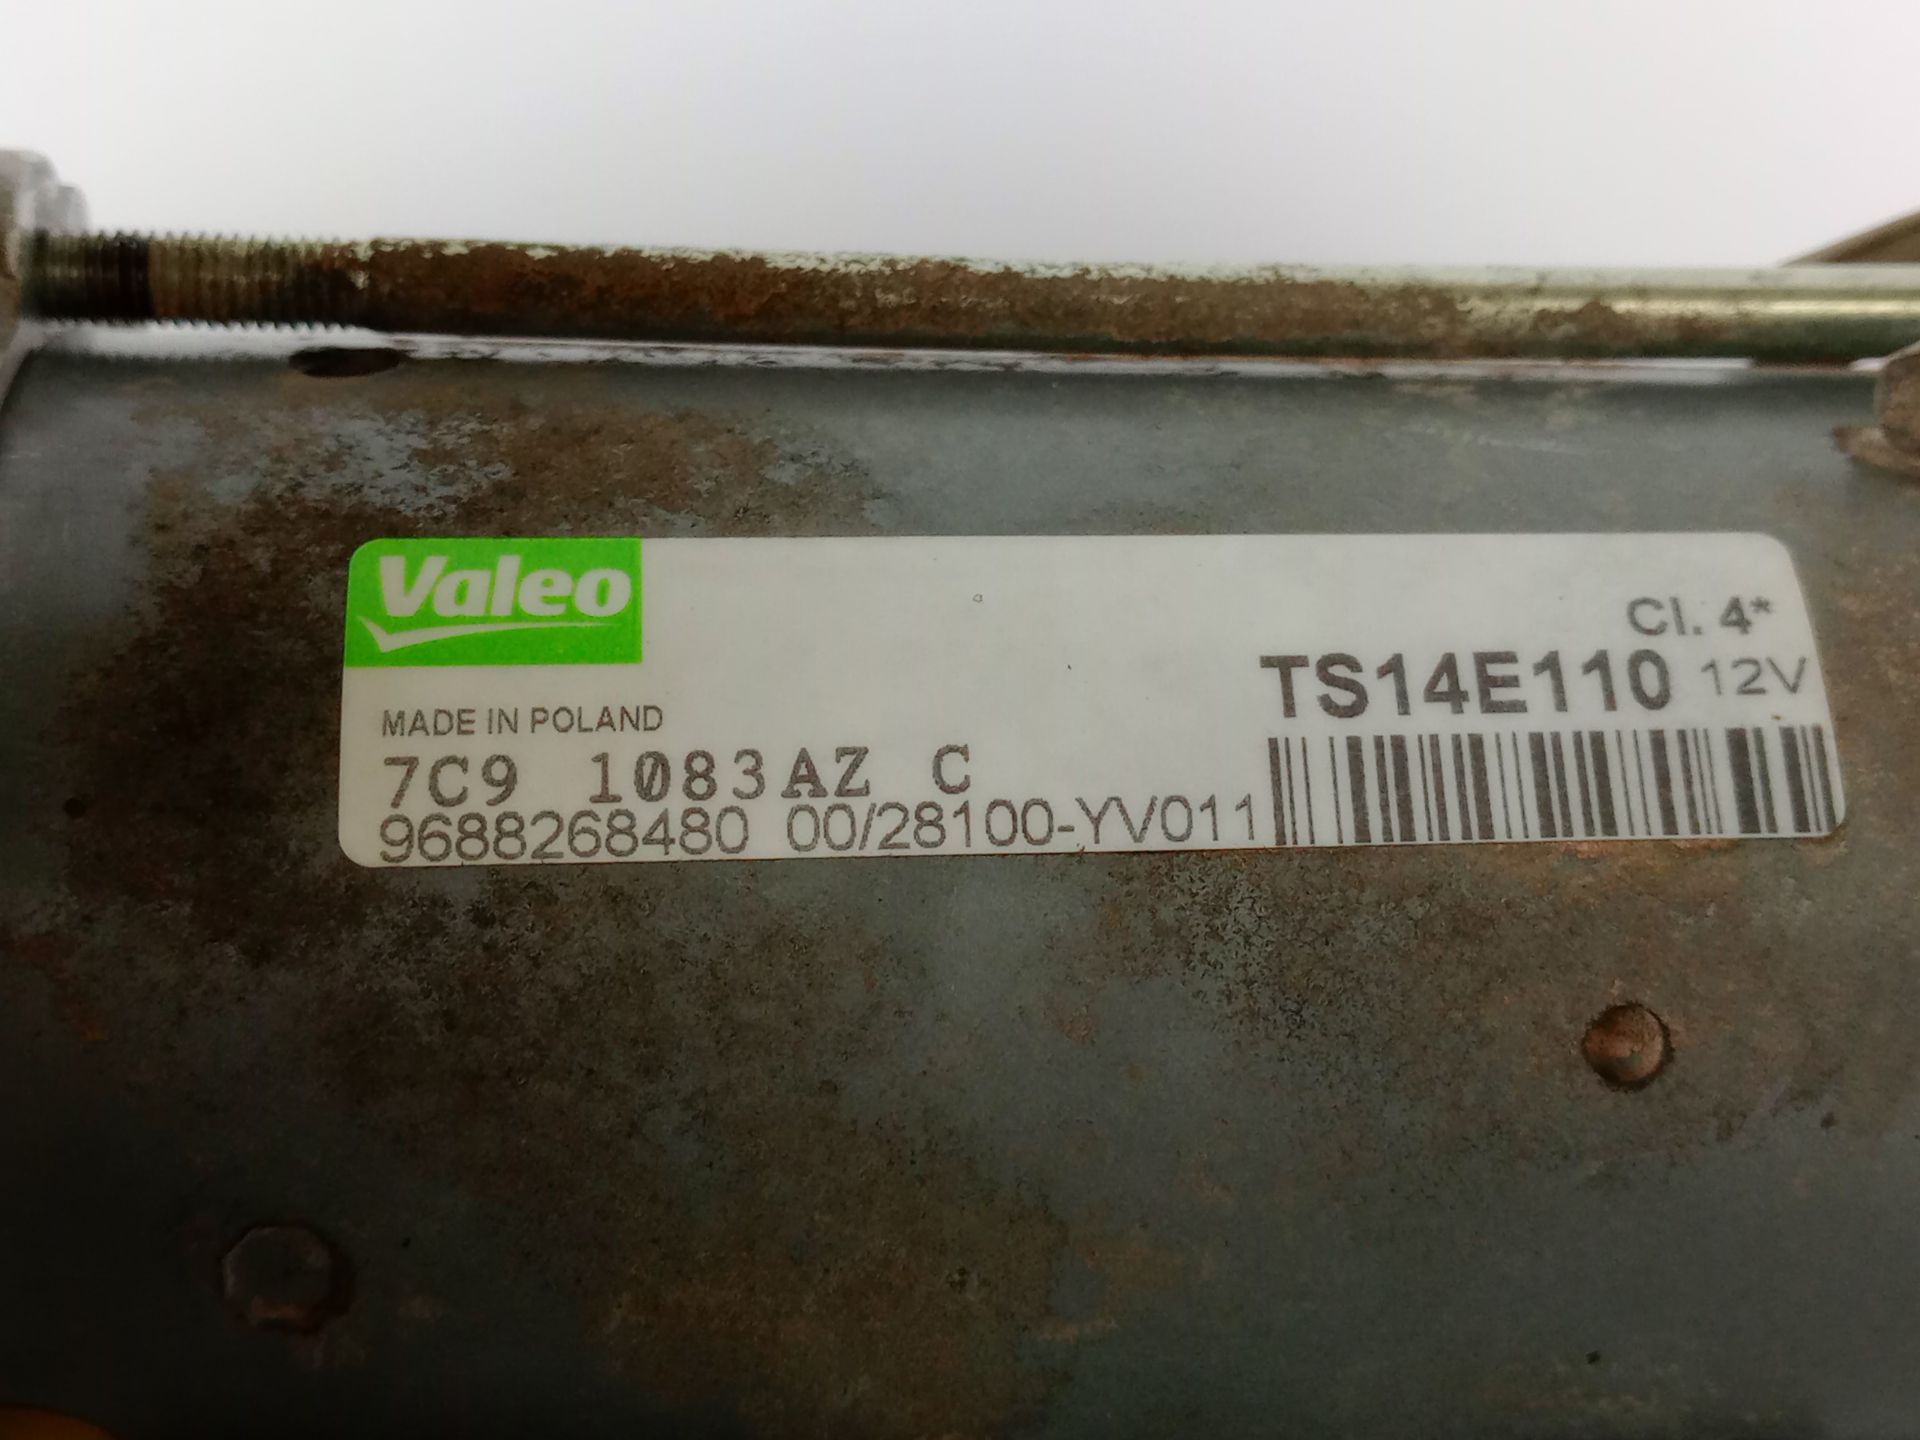 Valeo
Cl. 4*
TS14E110 12V
MADE IN POLAND
7C9 1083AZ C
9688268480 00/28100-YV011